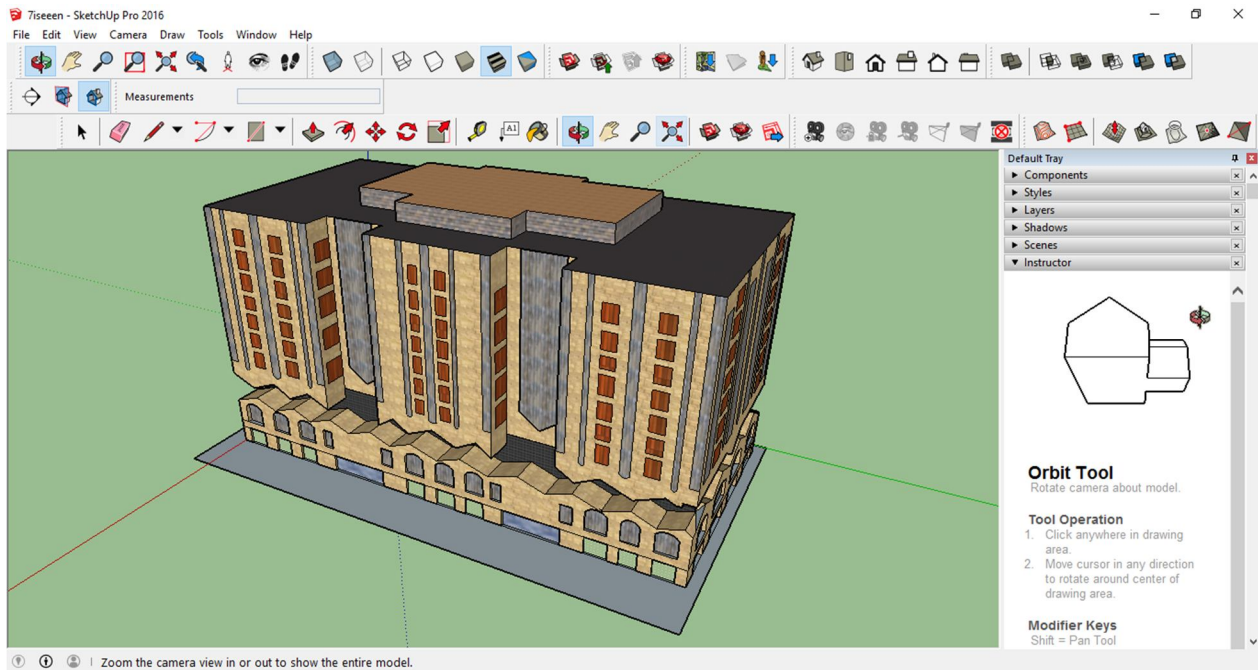 7iseeen - SketchUp Pro 2016
File Edit View Camera Draw Tools Window Help
Measurements
A1
Default Tray
Components
Styles
Layers
Shadows
Scenes
Instructor
Orbit Tool
Rotate camera about model.
Tool Operation
1. Click anywhere in drawing
area.
2. Move cursor in any direction
to rotate around center of
drawing area.
Modifier Keys
Shift = Pan Tool
Zoom the camera view in or out to show the entire model.